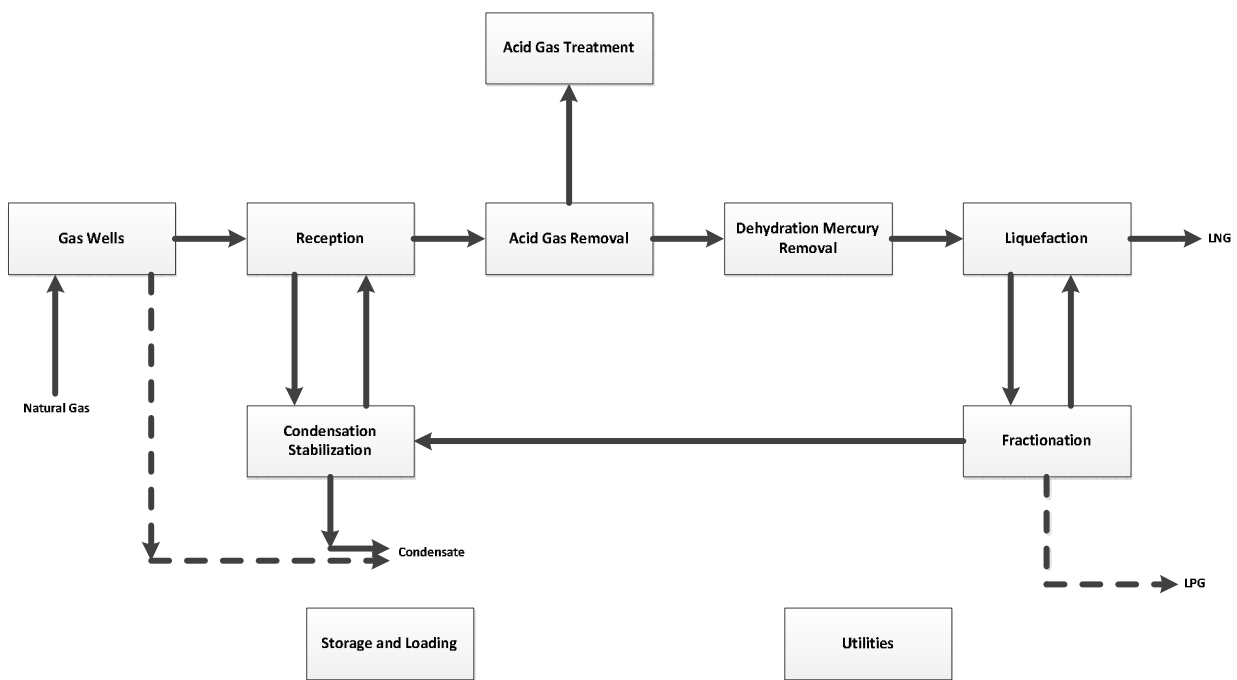 Acid Gas Treatment
Gas Wells
Reception
Acid Gas Removal
Dehydration Mercury
Removal
Liquefaction
LNG
Natural Gas
Condensation
Stabilization
Fractionation
Condensate
LPG
Storage and Loading
Utilities